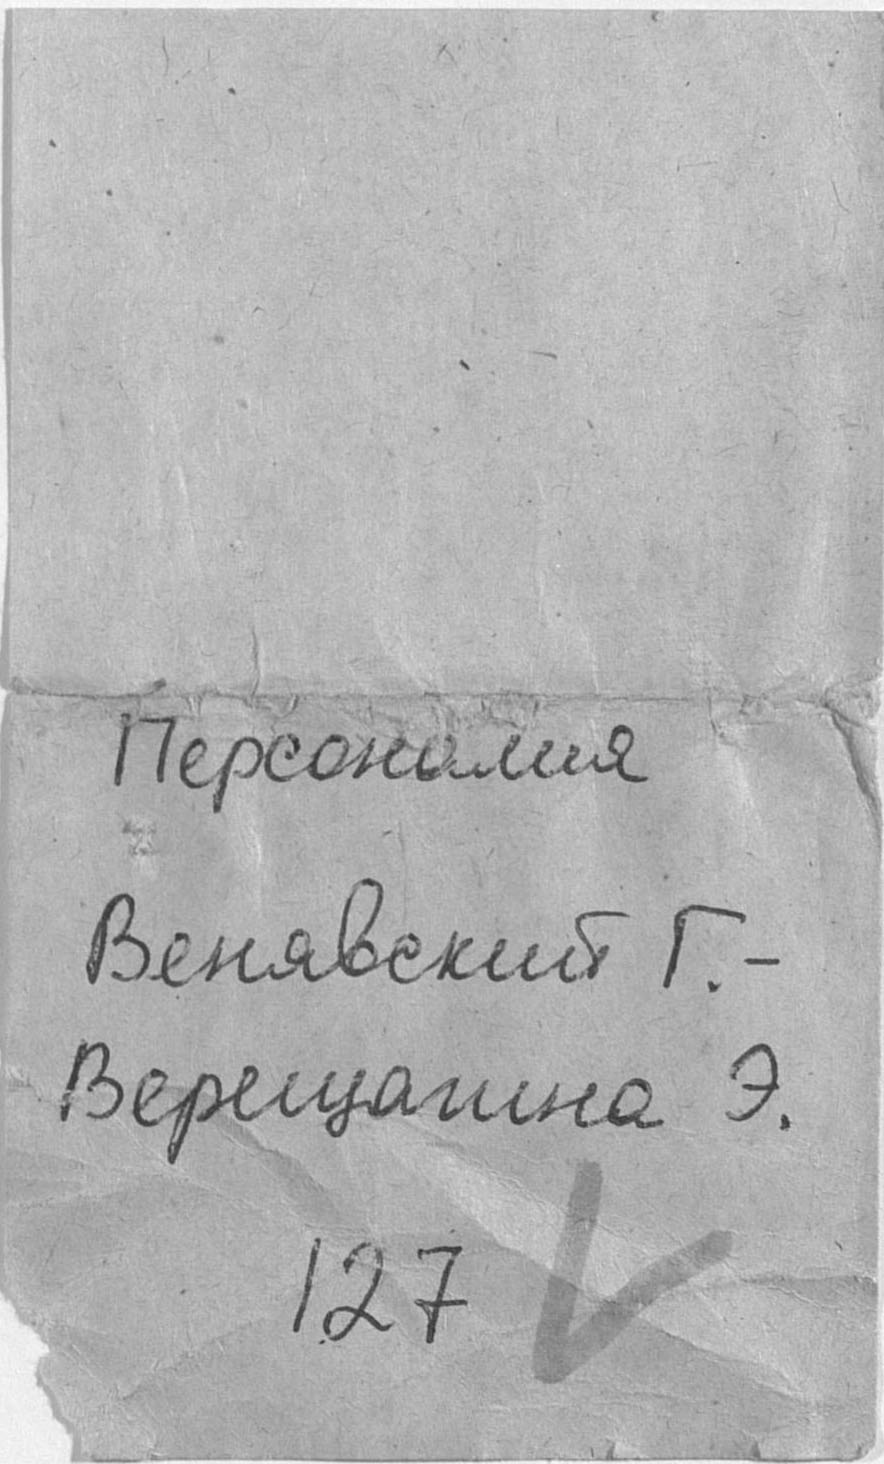 Персоналия
Венявский Г.-
Верещагина Э.
127